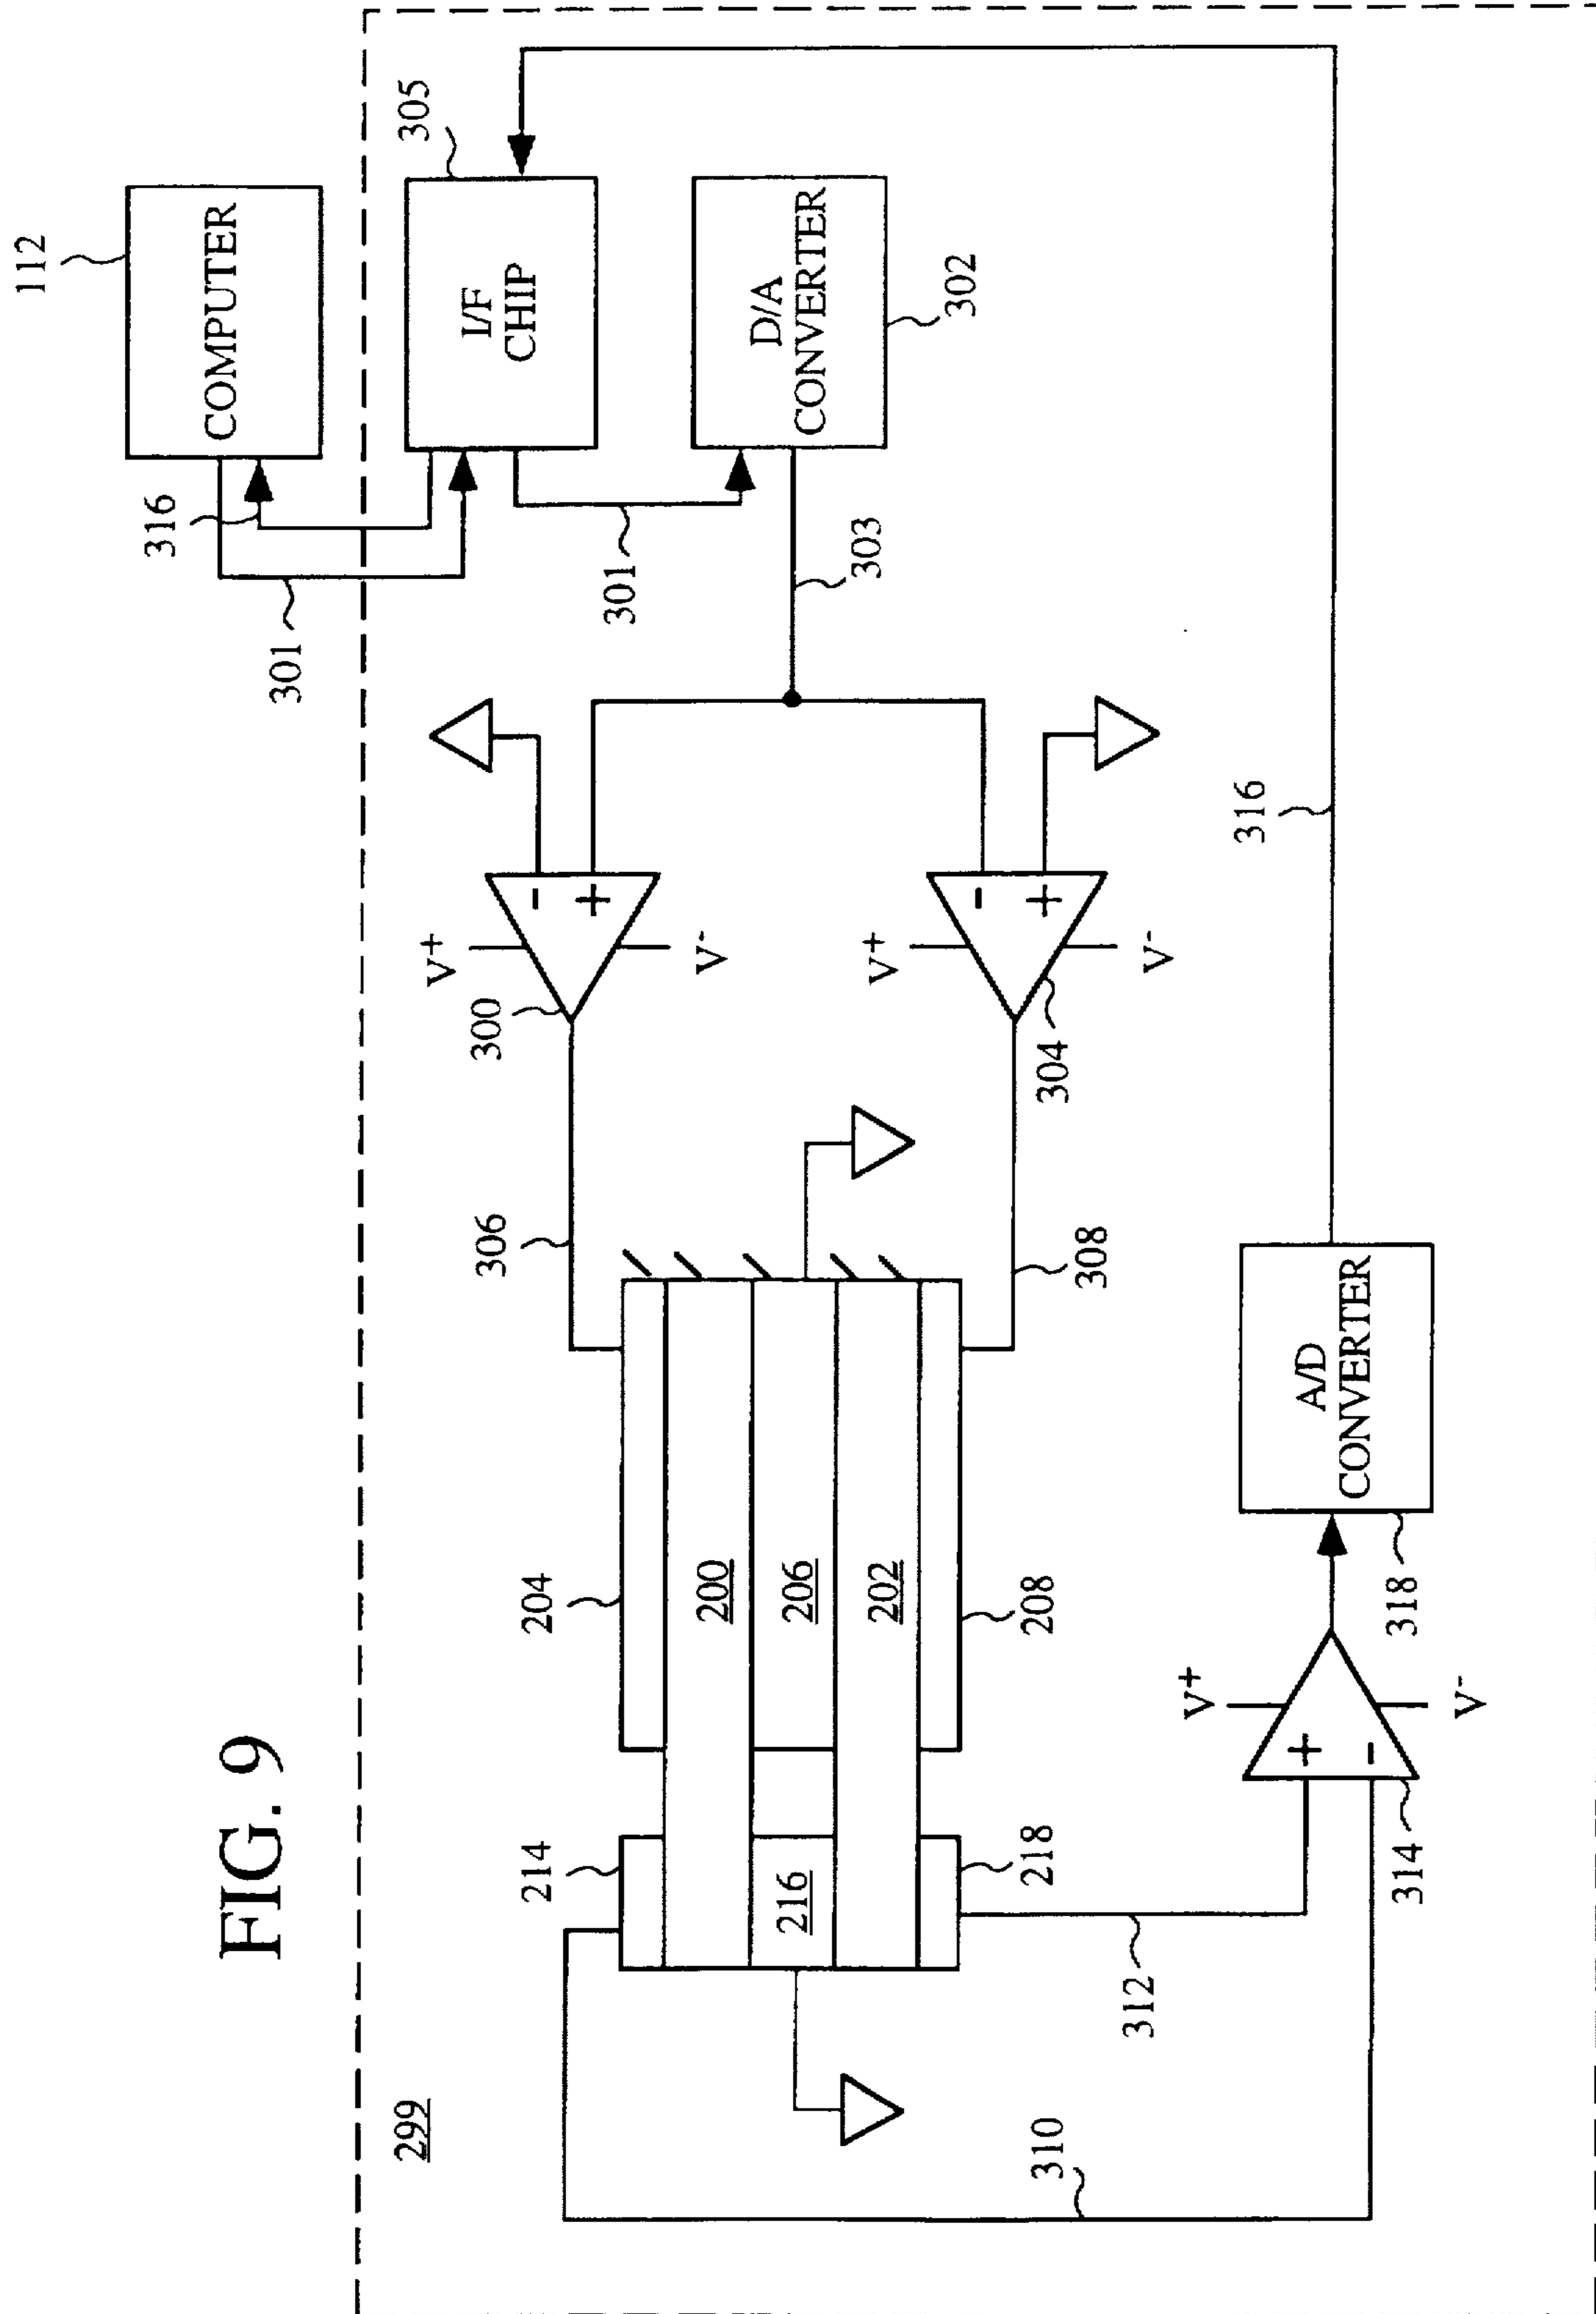 FIG. 9
299
112
COMPUTER
316
301
305
I/F
CHIP
301
D/A
CONVERTER
302
303
V+
-
+
V-
300
V+
-
+
V-
304
306
308
204
200
206
202
208
214
216
218
310
312
V+
+
-
V-
314
A/D
CONVERTER
318
316